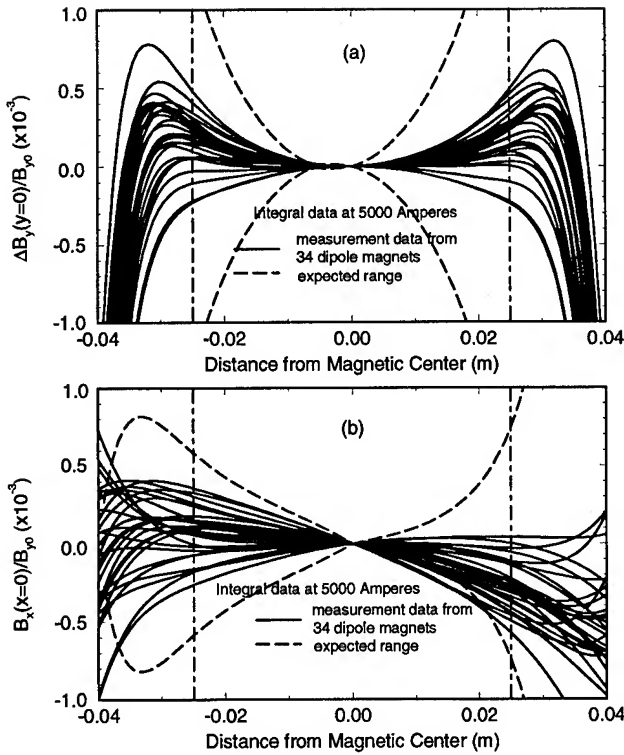 1.0
(a)
0.5
0.0
-0.5
-1.0
ΔBy(y=0)/By0 (x10-3)
Integral data at 5000 Amperes
measurement data from
34 dipole magnets
expected range
-0.04 -0.02 0.00 0.02 0.04
Distance from Magnetic Center (m)
1.0
(b)
0.5
0.0
-0.5
-1.0
Bx(x=0)/By0 (x10-3)
Integral data at 5000 Amperes
measurement data from
34 dipole magnets
expected range
-0.04 -0.02 0.00 0.02 0.04
Distance from Magnetic Center (m)